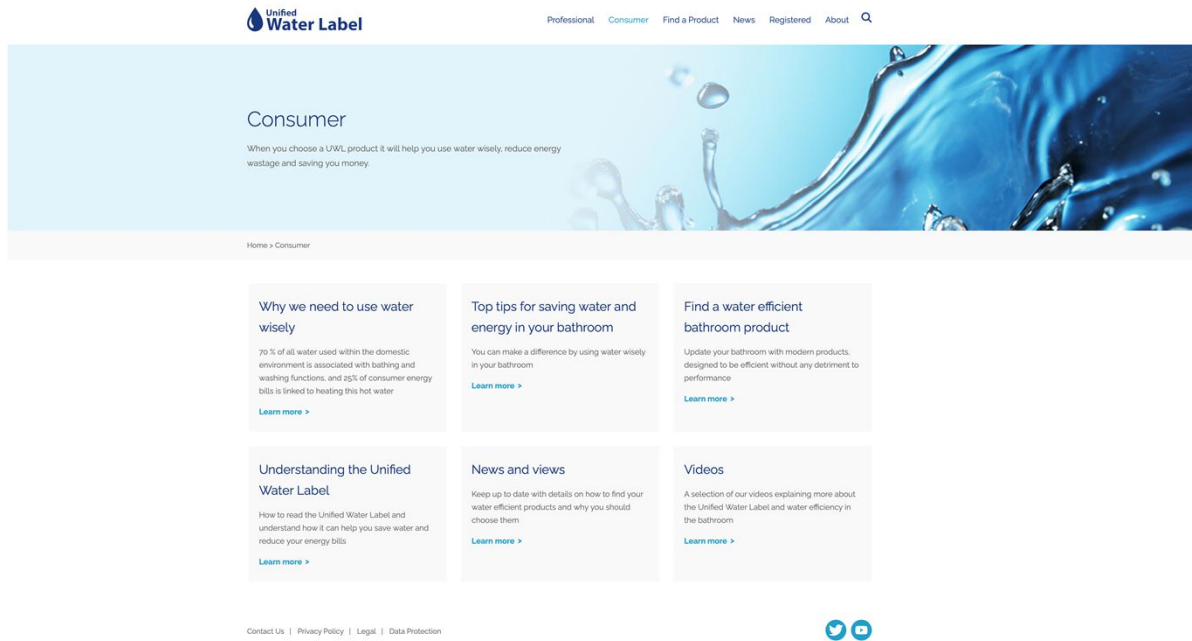 Unified
Water Label
Professional Consumer Find a Product News Registered About
Consumer
When you choose a UWL product it will help you use water wisely, reduce energy
wastage and saving you money.
Home > Consumer
Why we need to use water
wisely
70 % of all water used within the domestic
environment is associated with bathing and
washing functions, and 25% of consumer energy
bills is linked to heating this hot water
Learn more >
Top tips for saving water and
energy in your bathroom
You can make a difference by using water wisely
in your bathroom
Learn more >
Find a water efficient
bathroom product
Update your bathroom with modern products,
designed to be efficient without any detriment to
performance
Learn more >
Understanding the Unified
Water Label
How to read the Unified Water Label and
understand how it can help you save water and
reduce your energy bills
Learn more >
News and views
Keep up to date with details on how to find your
water efficient products and why you should
choose them
Learn more >
Videos
A selection of our videos explaining more about
the Unified Water Label and water efficiency in
the bathroom
Learn more >
Contact Us | Privacy Policy | Legal | Data Protection